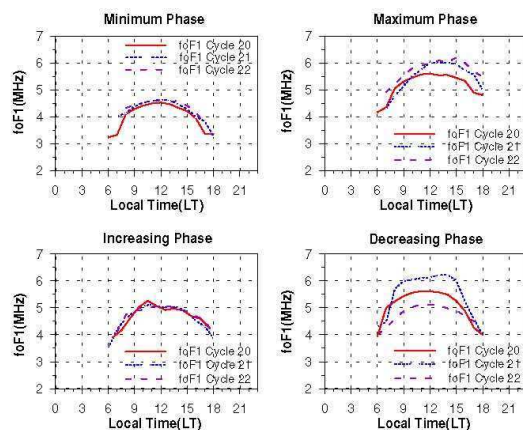 Minimum Phase
7
6
5
4
3
2
foF1(MHz)
foF1 Cycle 20
foF1 Cycle 21
foF1 Cycle 22
0 3 6 9 12 15 18 21
Local Time(LT)
Maximum Phase
7
6
5
4
3
2
foF1(MHz)
foF1 Cycle 20
foF1 Cycle 21
foF1 Cycle 22
0 3 6 9 12 15 18 21
Local Time(LT)
Increasing Phase
7
6
5
4
3
2
foF1(MHz)
foF1 Cycle 20
foF1 Cycle 21
foF1 Cycle 22
0 3 6 9 12 15 18 21
Local Time(LT)
Decreasing Phase
7
6
5
4
3
2
foF1(MHz)
foF1 Cycle 20
foF1 Cycle 21
foF1 Cycle 22
0 3 6 9 12 15 18 21
Local Time(LT)